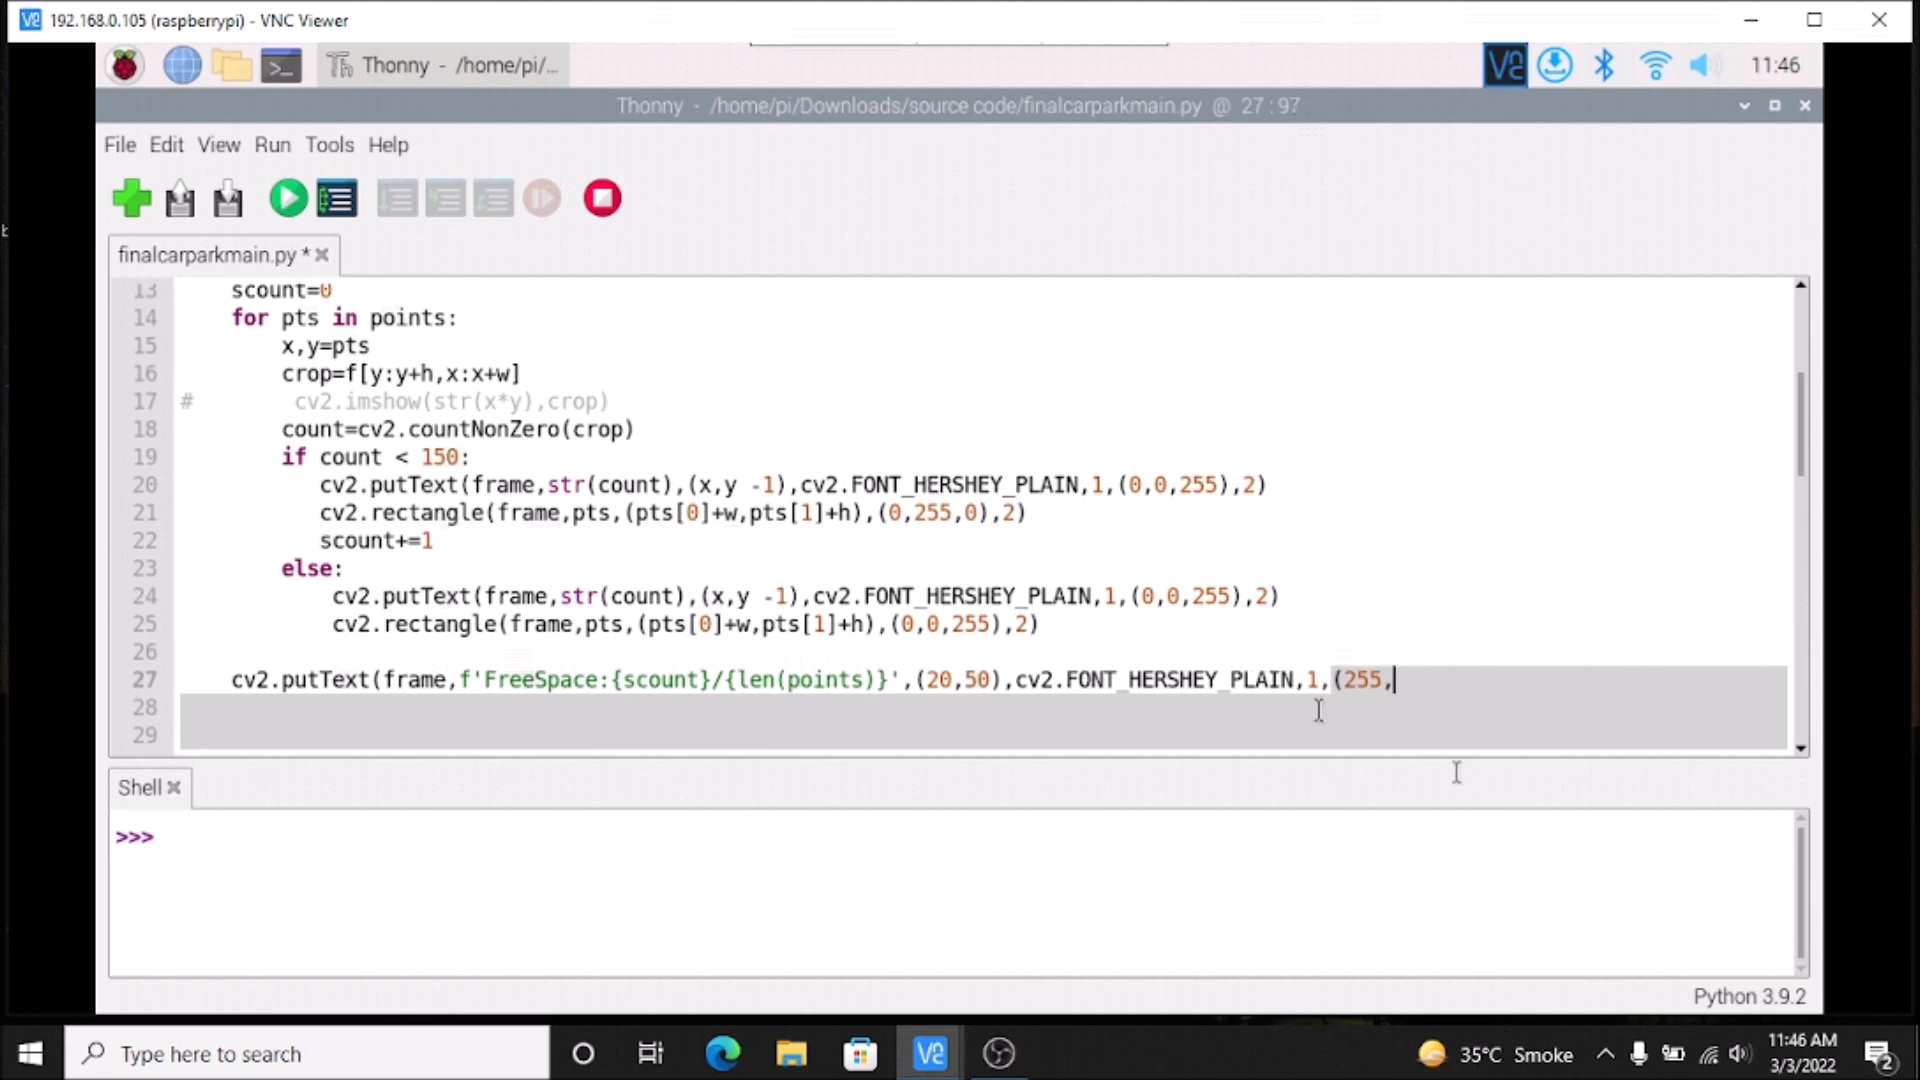 VE 192.168.0.105 (raspberrypi) - VNC Viewer
Thonny - /home/pi/... VE 11:46
Thonny - /home/pi/Downloads/source code/finalcarparkmain.py @ 27 : 97
File Edit View Run Tools Help
finalcarparkmain.py *
13 scount=0
14 for pts in points:
15 x,y=pts
16 crop=f[y:y+h,x:x+w]
17 # cv2.imshow(str(x*y),crop)
18 count=cv2.countNonZero(crop)
19 if count < 150:
20 cv2.putText(frame,str(count),(x,y -1),cv2.FONT_HERSHEY_PLAIN,1,(0,0,255),2)
21 cv2.rectangle(frame,pts,(pts[0]+w,pts[1]+h),(0,255,0),2)
22 scount+=1
23 else:
24 cv2.putText(frame,str(count),(x,y -1),cv2.FONT_HERSHEY_PLAIN,1,(0,0,255),2)
25 cv2.rectangle(frame,pts,(pts[0]+w,pts[1]+h),(0,0,255),2)
26
27 cv2.putText(frame,f'FreeSpace:{scount}/{len(points)}',(20,50),cv2.FONT_HERSHEY_PLAIN,1,(255,
28
29
Shell
>>>
Python 3.9.2
Type here to search VE 35°C Smoke 11:46 AM
3/3/2022 2